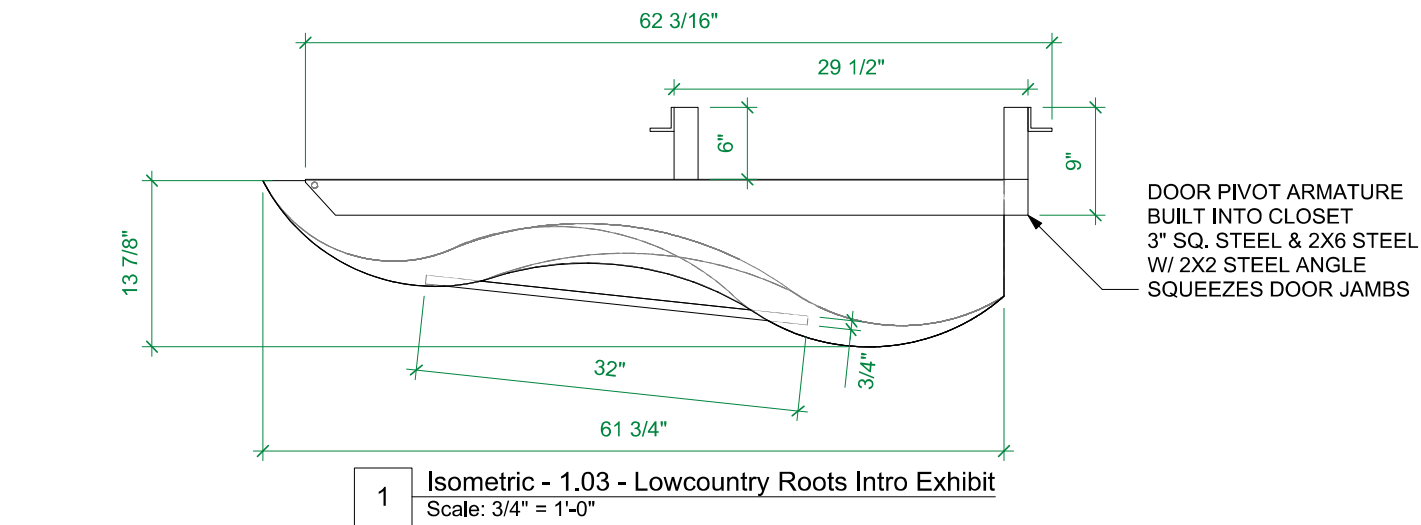 62 3/16"
29 1/2"
6"
9"
DOOR PIVOT ARMATURE
BUILT INTO CLOSET
3" SQ. STEEL & 2X6 STEEL
W/ 2X2 STEEL ANGLE
SQUEEZES DOOR JAMBS
13 7/8"
32"
3/4"
61 3/4"
1
Isometric - 1.03 - Lowcountry Roots Intro Exhibit
Scale: 3/4" = 1'-0"